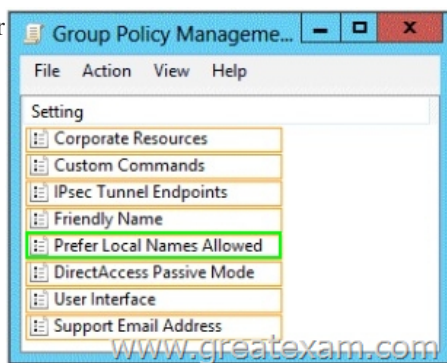 r
Group Policy Manageme...
File Action View Help
Setting
Corporate Resources
Custom Commands
IPsec Tunnel Endpoints
Friendly Name
Prefer Local Names Allowed
DirectAccess Passive Mode
User Interface
Support Email Address
www.greatexam.com